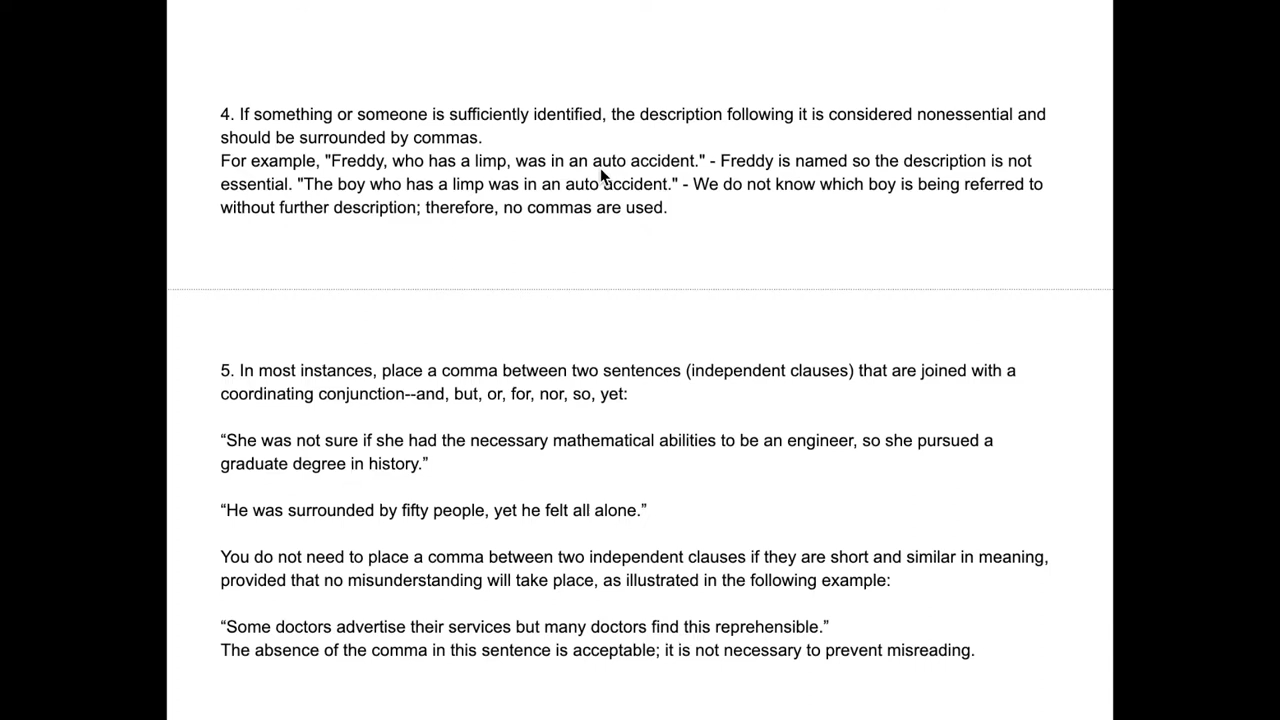 4. If something or someone is sufficiently identified, the description following it is considered nonessential and
should be surrounded by commas.
For example, "Freddy, who has a limp, was in an auto accident." - Freddy is named so the description is not
essential. "The boy who has a limp was in an auto accident." - We do not know which boy is being referred to
without further description; therefore, no commas are used.
5. In most instances, place a comma between two sentences (independent clauses) that are joined with a
coordinating conjunction--and, but, or, for, nor, so, yet:
“She was not sure if she had the necessary mathematical abilities to be an engineer, so she pursued a
graduate degree in history.”
“He was surrounded by fifty people, yet he felt all alone.”
You do not need to place a comma between two independent clauses if they are short and similar in meaning,
provided that no misunderstanding will take place, as illustrated in the following example:
“Some doctors advertise their services but many doctors find this reprehensible.”
The absence of the comma in this sentence is acceptable; it is not necessary to prevent misreading.